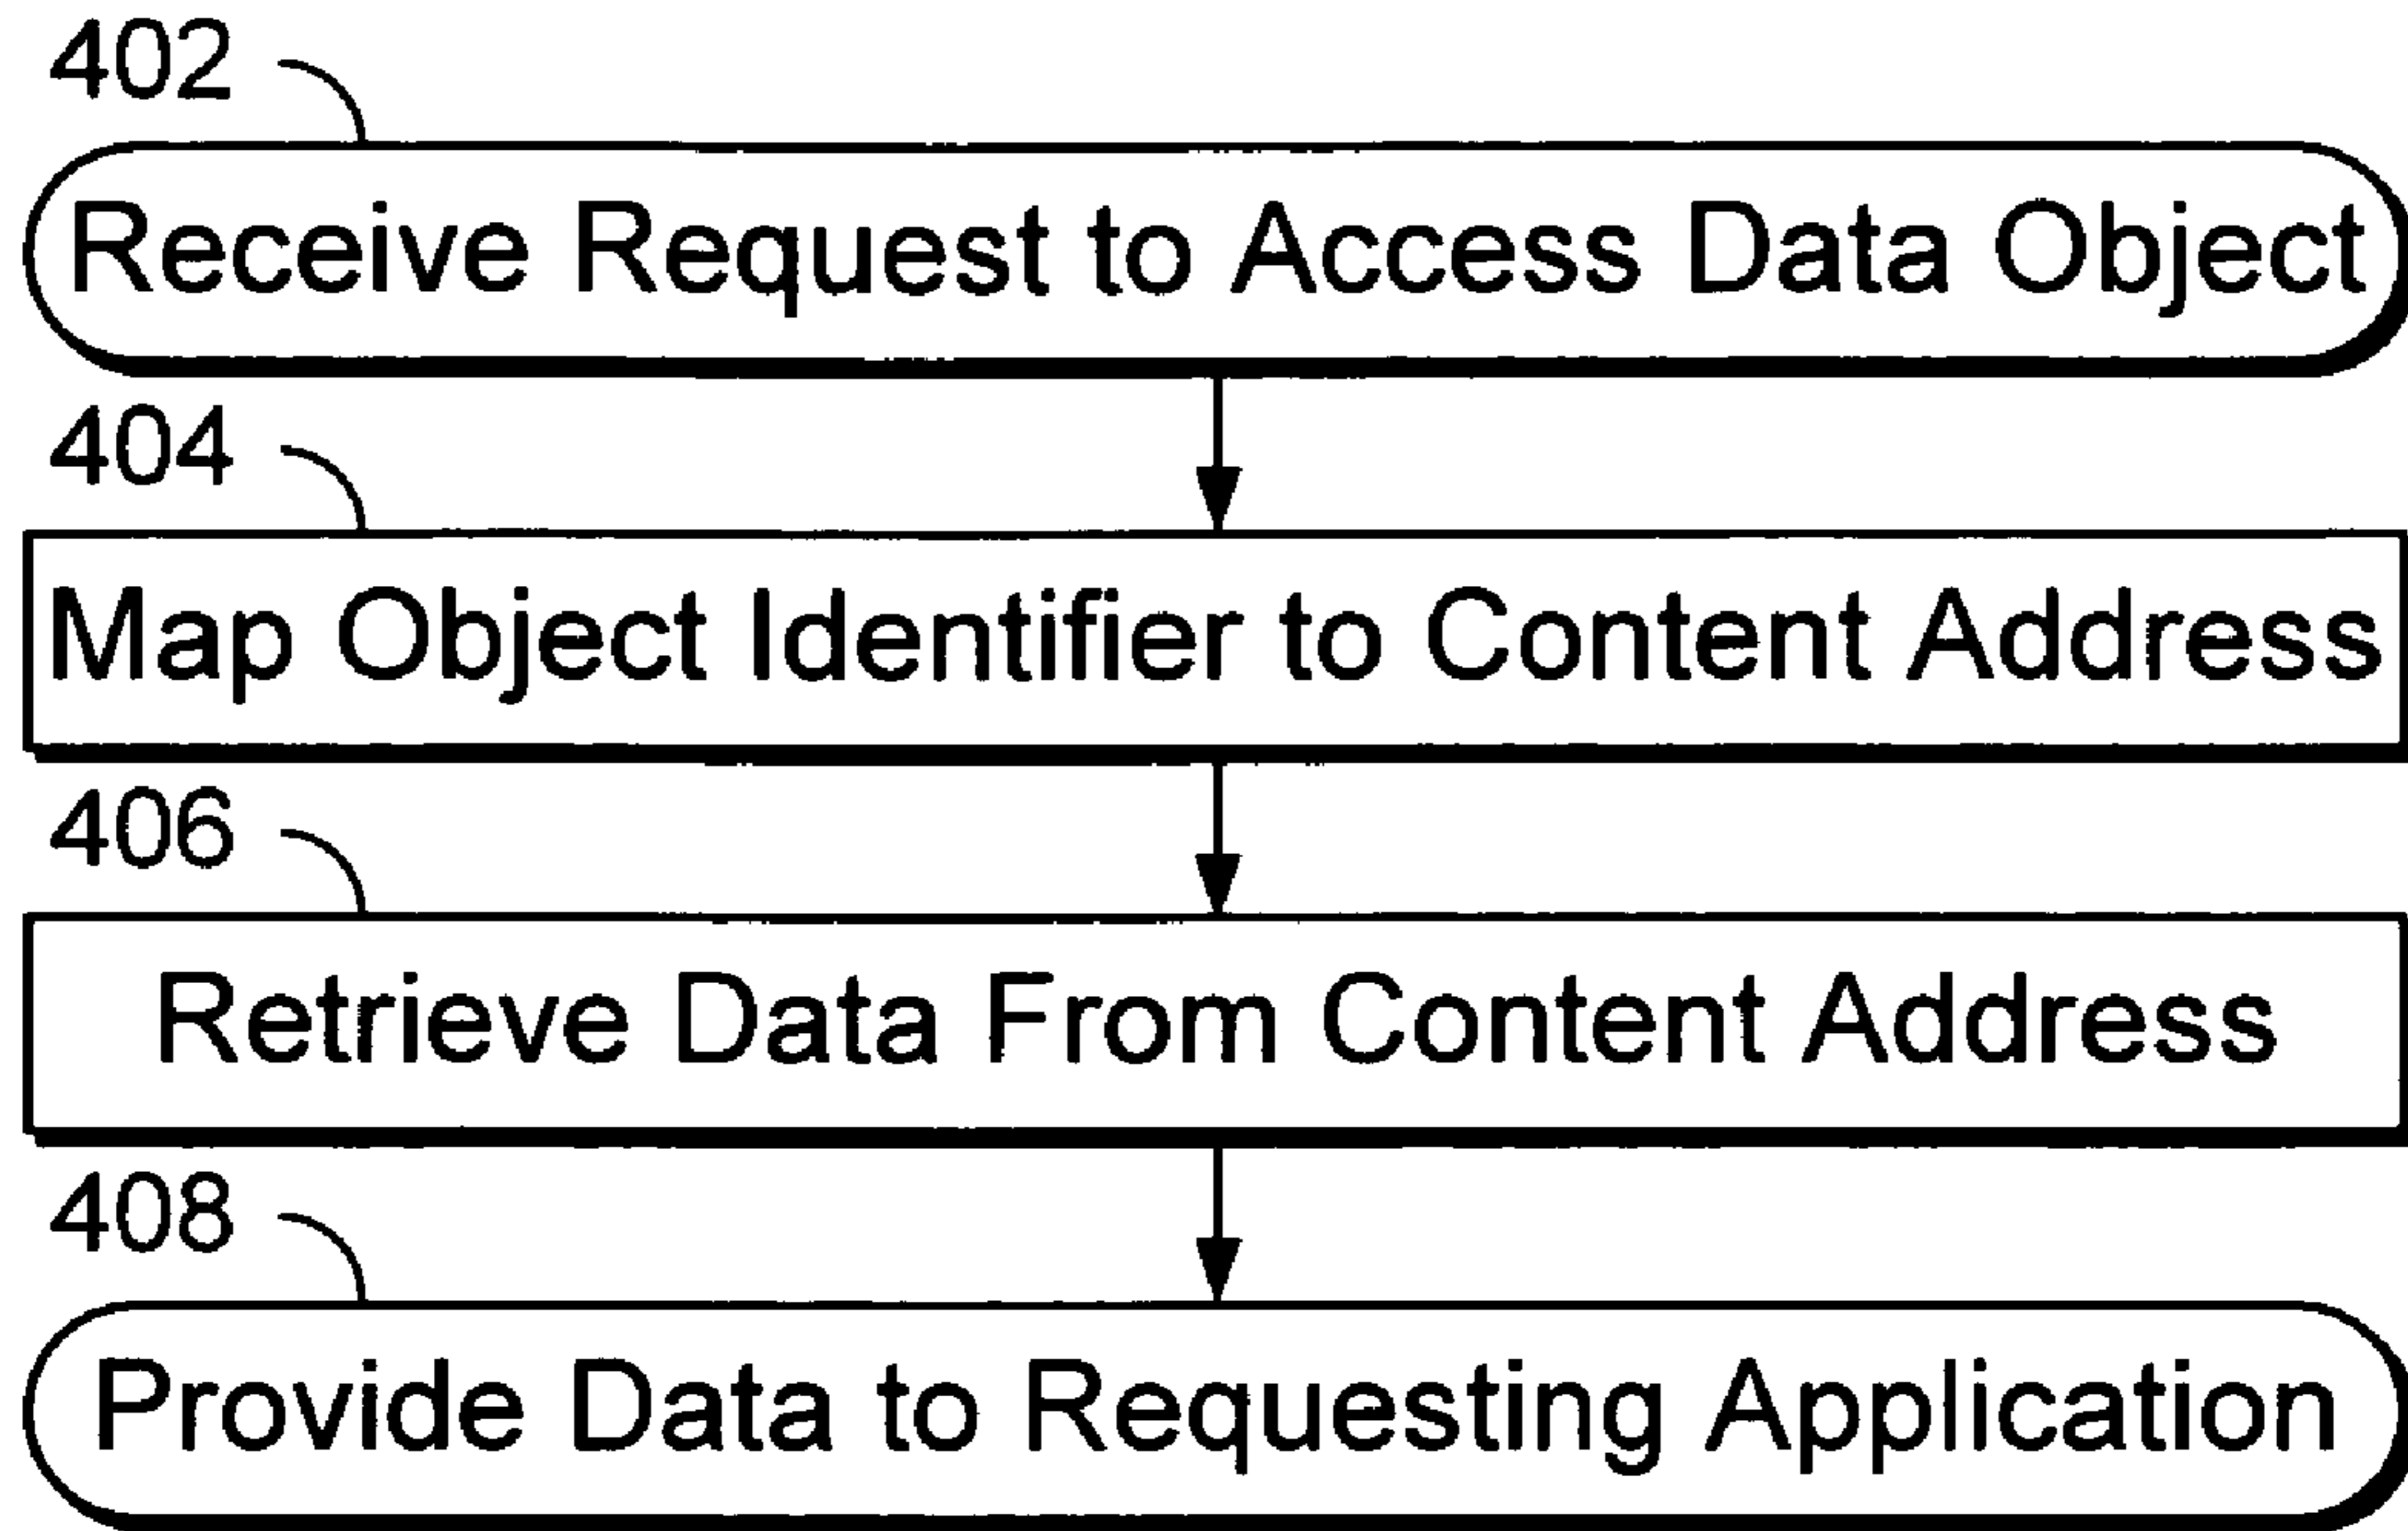 402
Receive Request to Access Data Object
404
Map Object Identifier to Content Address
406
Retrieve Data From Content Address
408
Provide Data to Requesting Application